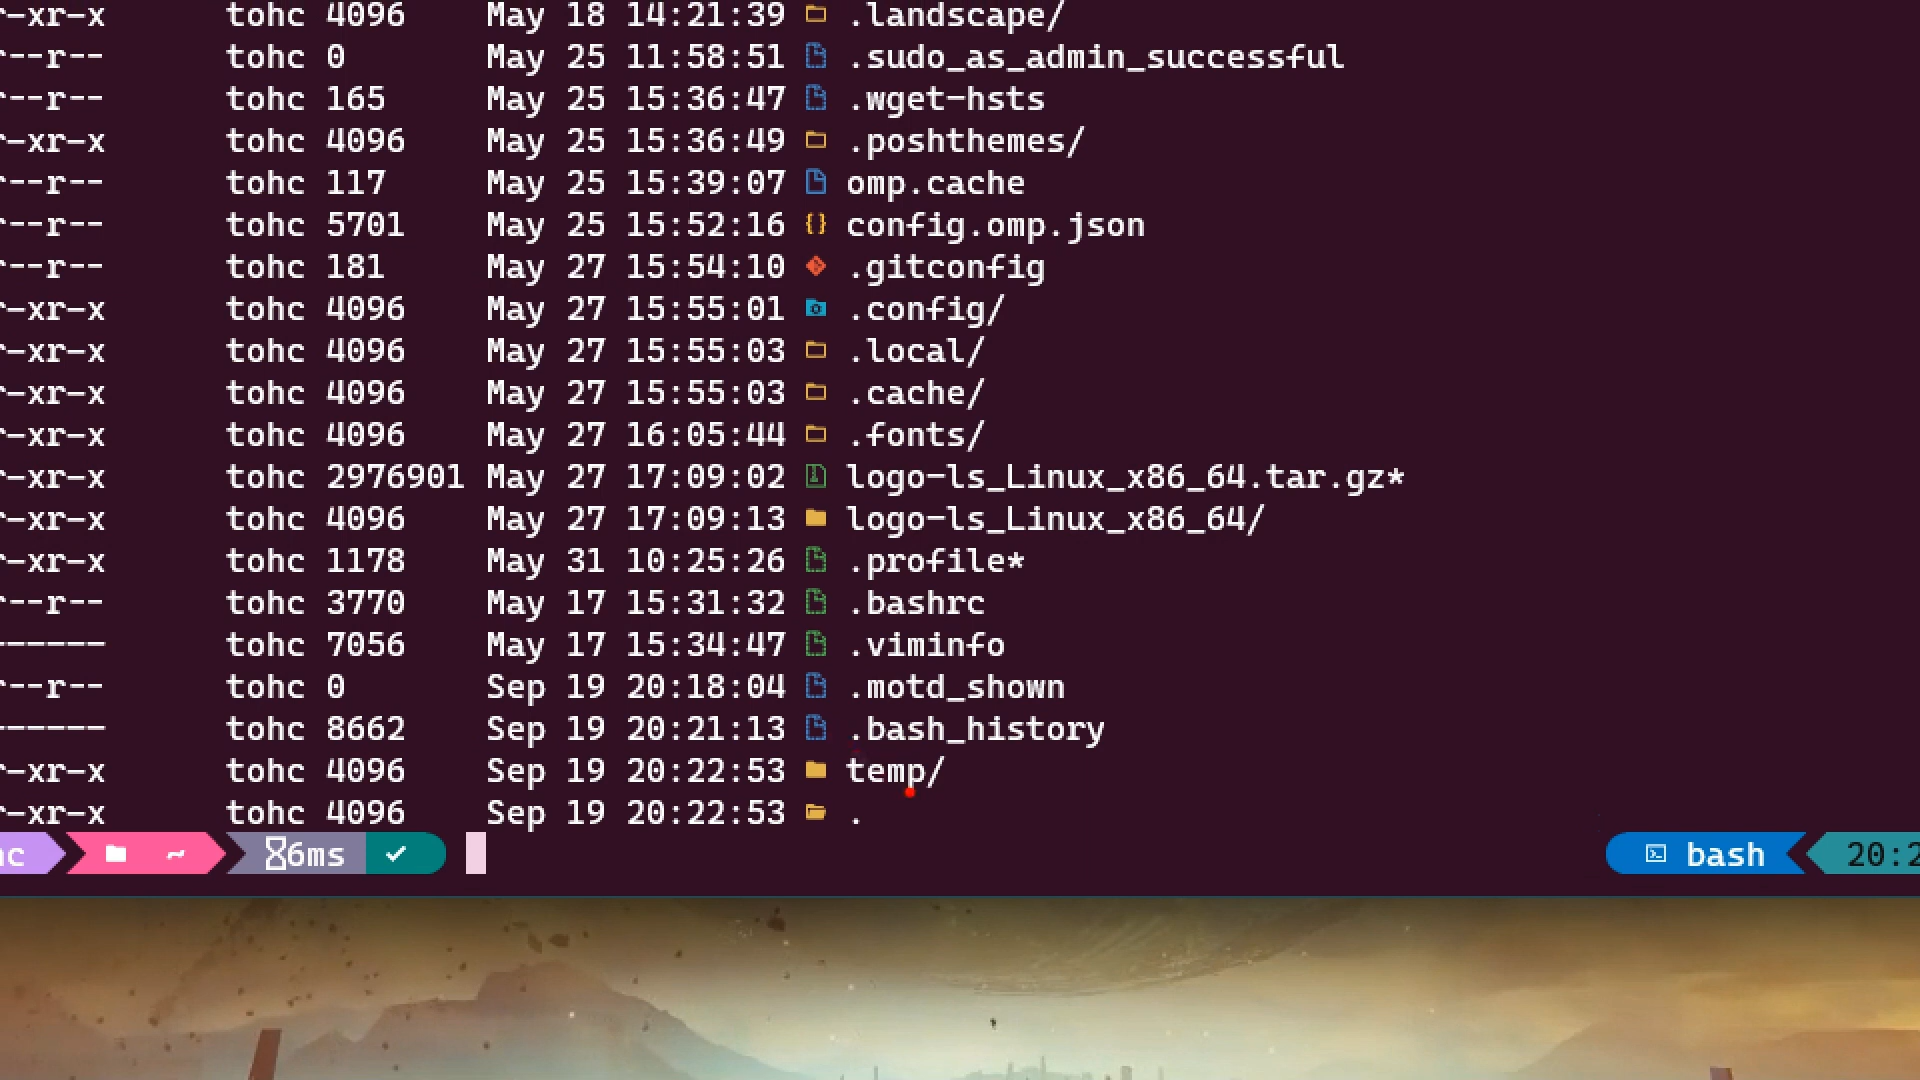 r-xr-x tohc 4096 May 18 14:21:39 .landscape/
r--r-- tohc 0 May 25 11:58:51 .sudo_as_admin_successful
r--r-- tohc 165 May 25 15:36:47 .wget-hsts
r-xr-x tohc 4096 May 25 15:36:49 .poshthemes/
r--r-- tohc 117 May 25 15:39:07 omp.cache
r--r-- tohc 5701 May 25 15:52:16 config.omp.json
r--r-- tohc 181 May 27 15:54:10 .gitconfig
r-xr-x tohc 4096 May 27 15:55:01 .config/
r-xr-x tohc 4096 May 27 15:55:03 .local/
r-xr-x tohc 4096 May 27 15:55:03 .cache/
r-xr-x tohc 4096 May 27 16:05:44 .fonts/
r-xr-x tohc 2976901 May 27 17:09:02 logo-ls_Linux_x86_64.tar.gz*
r-xr-x tohc 4096 May 27 17:09:13 logo-ls_Linux_x86_64/
r-xr-x tohc 1178 May 31 10:25:26 .profile*
r--r-- tohc 3770 May 17 15:31:32 .bashrc
------ tohc 7056 May 17 15:34:47 .viminfo
r--r-- tohc 0 Sep 19 20:18:04 .motd_shown
------ tohc 8662 Sep 19 20:21:13 .bash_history
r-xr-x tohc 4096 Sep 19 20:22:53 temp/
r-xr-x tohc 4096 Sep 19 20:22:53 .
hc ~ 6ms bash 20:2